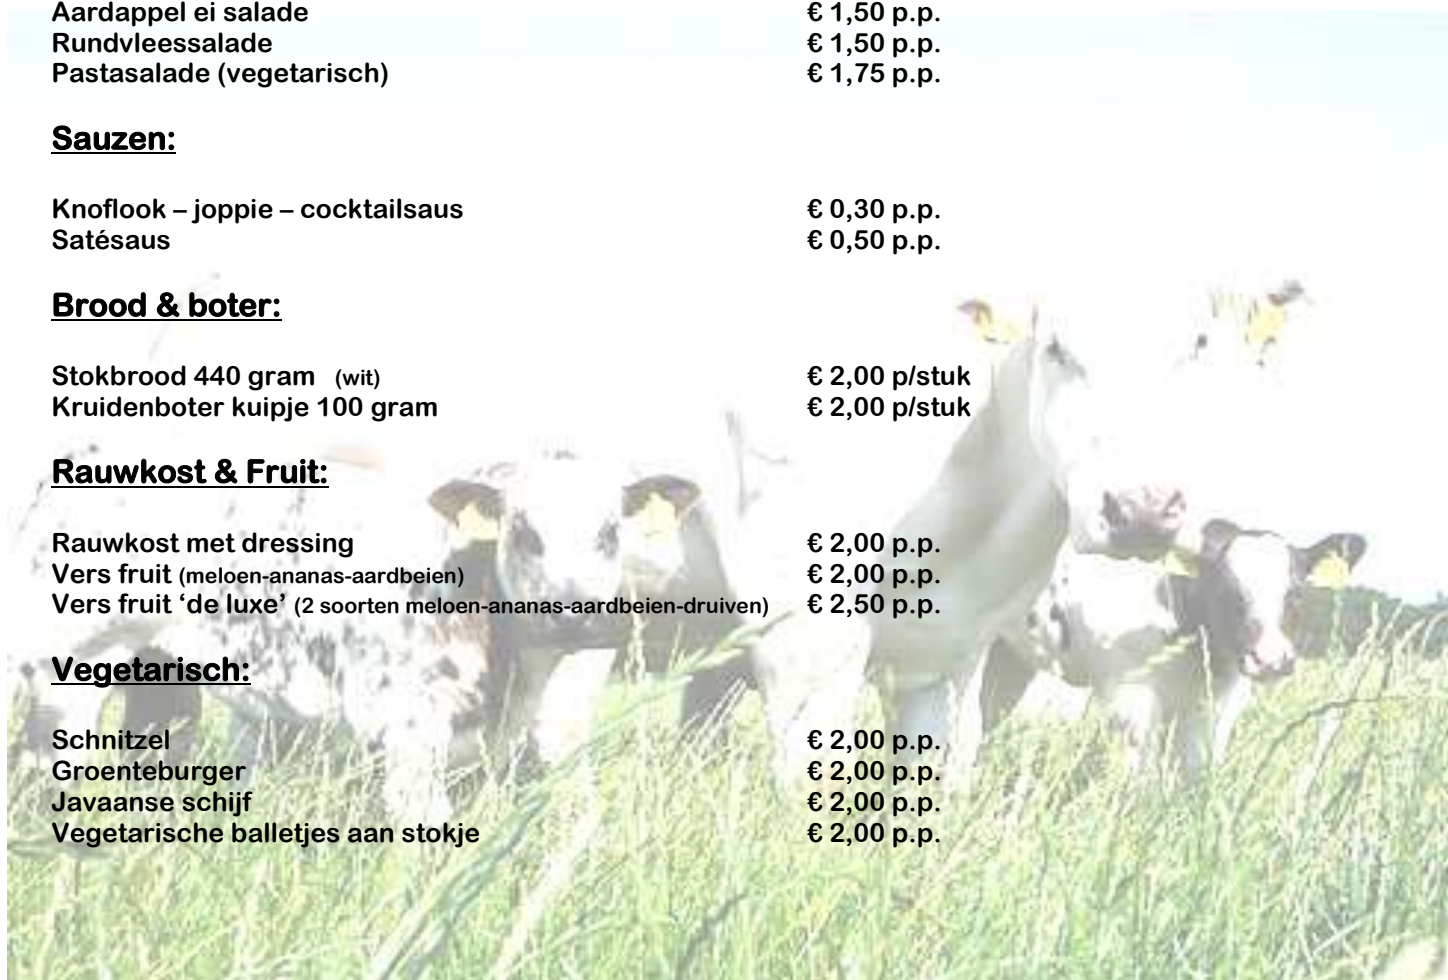 Aardappel ei salade € 1,50 p.p.
Rundvleessalade € 1,50 p.p.
Pastasalade (vegetarisch) € 1,75 p.p.
Sauzen:
Knoflook – joppie – cocktailsaus € 0,30 p.p.
Satésaus € 0,50 p.p.
Brood & boter:
Stokbrood 440 gram (wit) € 2,00 p/stuk
Kruidenboter kuipje 100 gram € 2,00 p/stuk
Rauwkost & Fruit:
Rauwkost met dressing € 2,00 p.p.
Vers fruit (meloen-ananas-aardbeien) € 2,00 p.p.
Vers fruit ‘de luxe’ (2 soorten meloen-ananas-aardbeien-druiven) € 2,50 p.p.
Vegetarisch:
Schnitzel € 2,00 p.p.
Groenteburger € 2,00 p.p.
Javaanse schijf € 2,00 p.p.
Vegetarische balletjes aan stokje € 2,00 p.p.